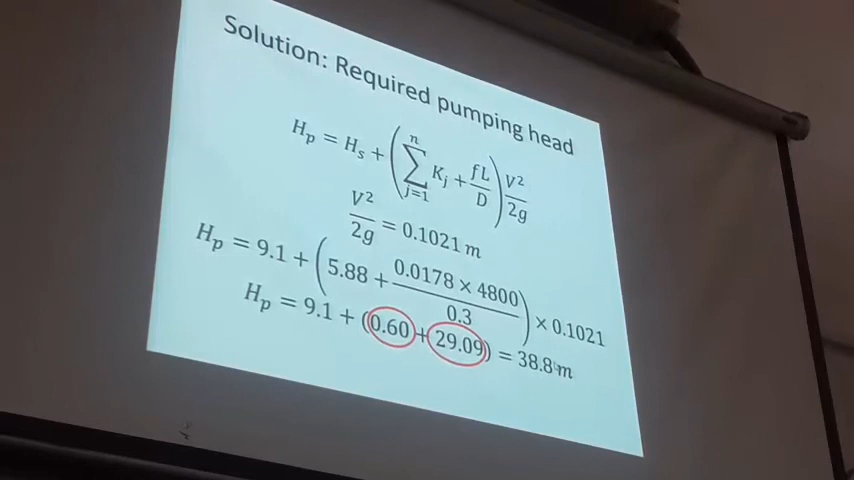 Solution: Required pumping head
H_p = H_s + (∑_{j=1}^{n} K_j + fL/D) V²/2g
V²/2g = 0.1021 m
H_p = 9.1 + (5.88 + 0.0178 × 4800/0.3) × 0.1021
H_p = 9.1 + (0.60 + 29.09) = 38.8 m